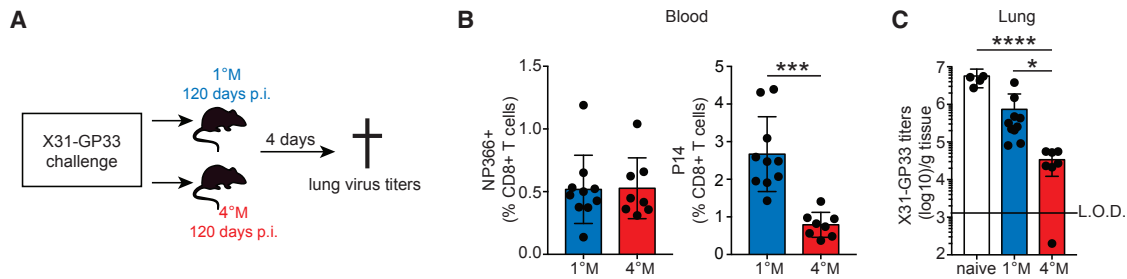 A
X31-GP33
challenge
1°M
120 days p.i.
4°M
120 days p.i.
4 days
lung virus titers
B
Blood
NP366+
(% CD8+ T cells)
1.5
1.0
0.5
0.0
1°M
4°M
P14
(% CD8+ T cells)
5
4
3
2
1
0
***
1°M
4°M
C
Lung
X31-GP33 titers
(log10)/g tissue
7
6
5
4
3
2
****
*
L.O.D.
naive
1°M
4°M